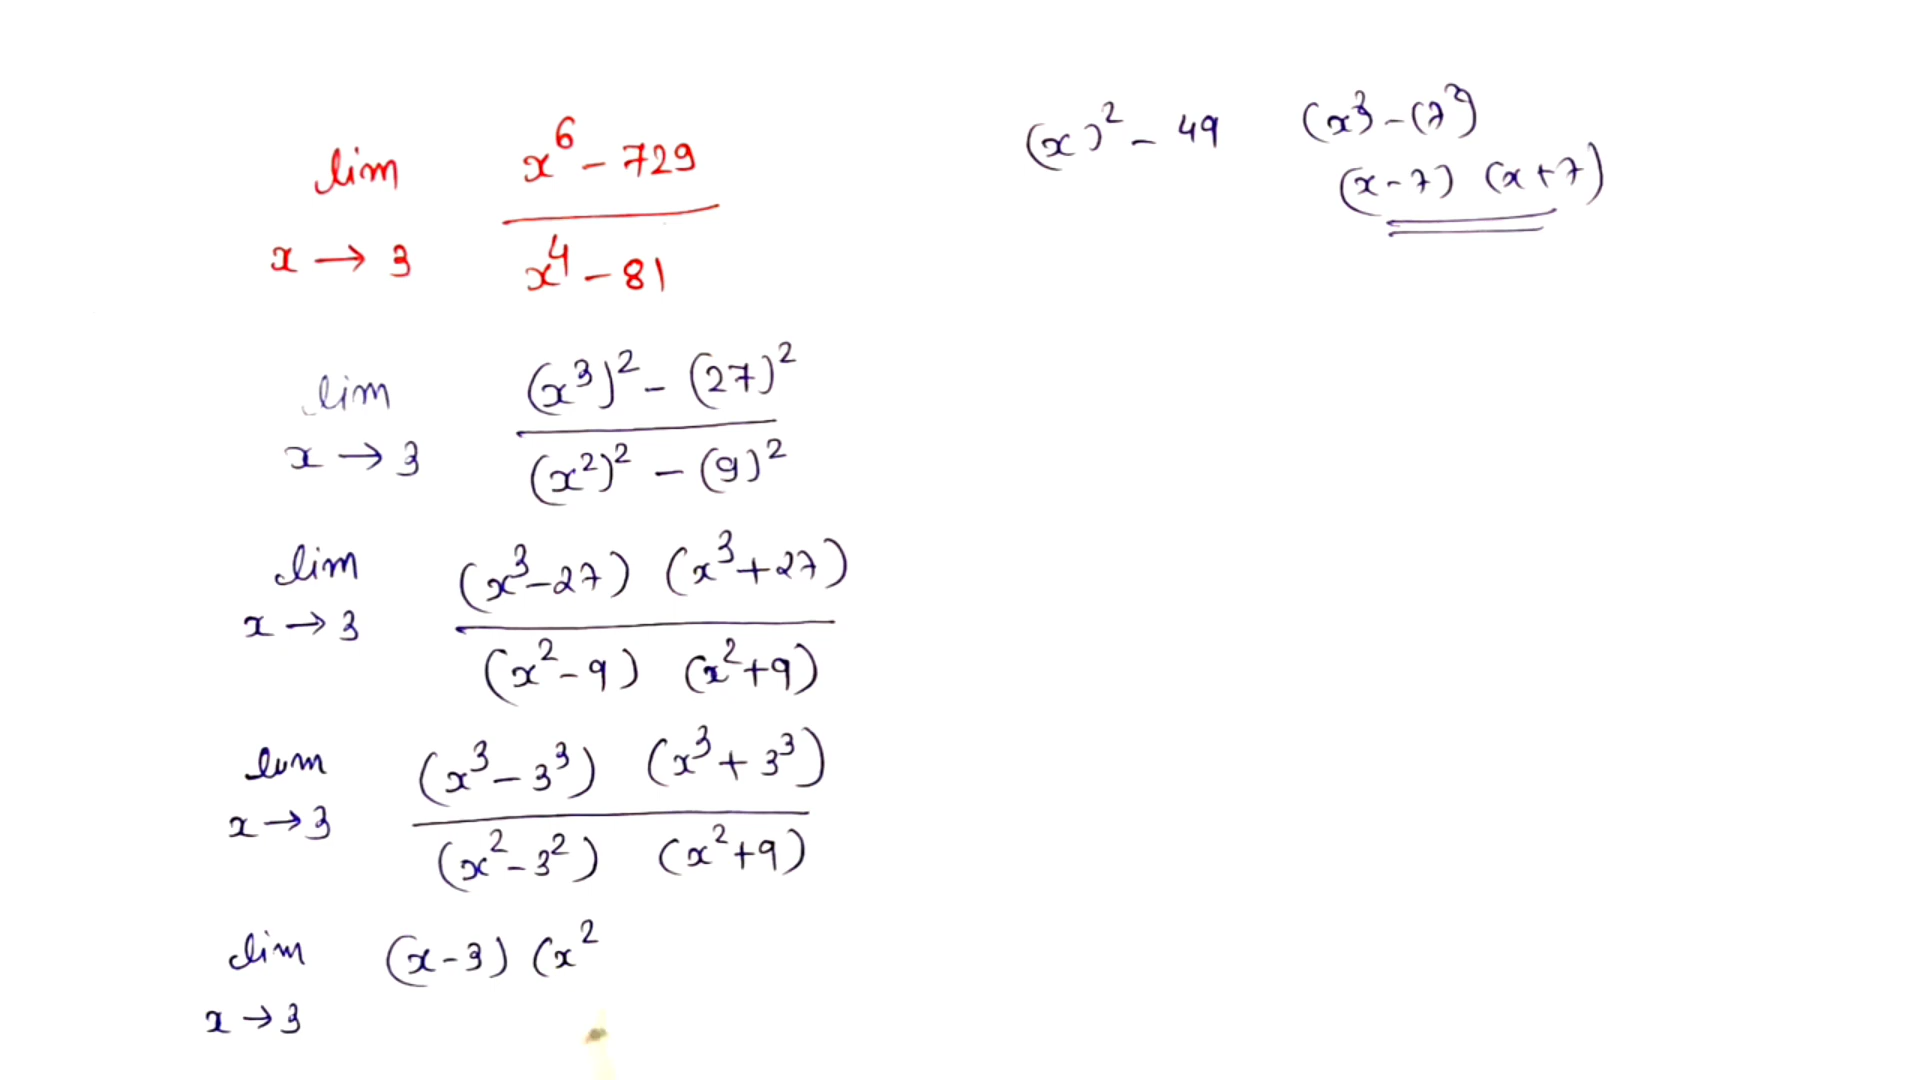 lim x → 3 x⁶ - 729 / x⁴ - 81
(x)² - 49 (x² - (7²)
(x - 7) (x + 7)
lim x → 3 (x³)² - (27)² / (x²)² - (9)²
lim x → 3 (x³ - 27) (x³ + 27) / (x² - 9) (x² + 9)
lim x → 3 (x³ - 3³) (x³ + 3³) / (x² - 3²) (x² + 9)
lim x → 3 (x - 3) (x²